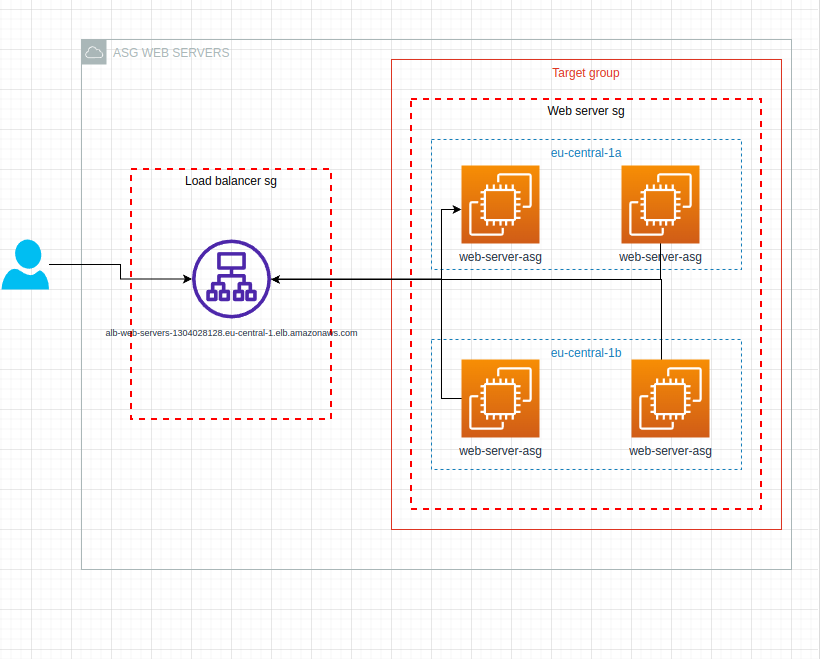 ASG WEB SERVERS
Target group
Web server sg
eu-central-1a
Load balancer sg
web-server-asg
web-server-asg
alb-web-servers-1304028128.eu-central-1.elb.amazonaws.com
eu-central-1b
web-server-asg
web-server-asg